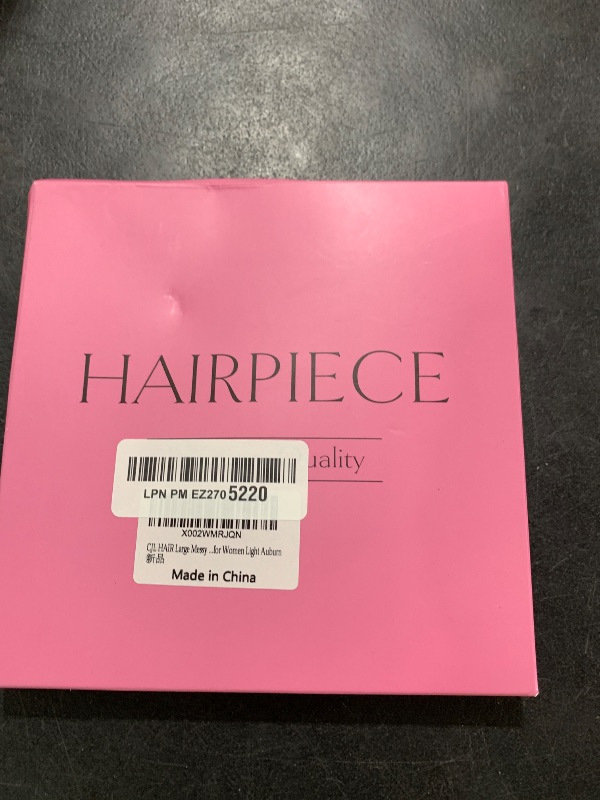 HAIRPIECE
LPN PM EZ270 5220
X002WMRJQN
CJL HAIR Large Messy ...for Women Light Auburn
新品
Made in China